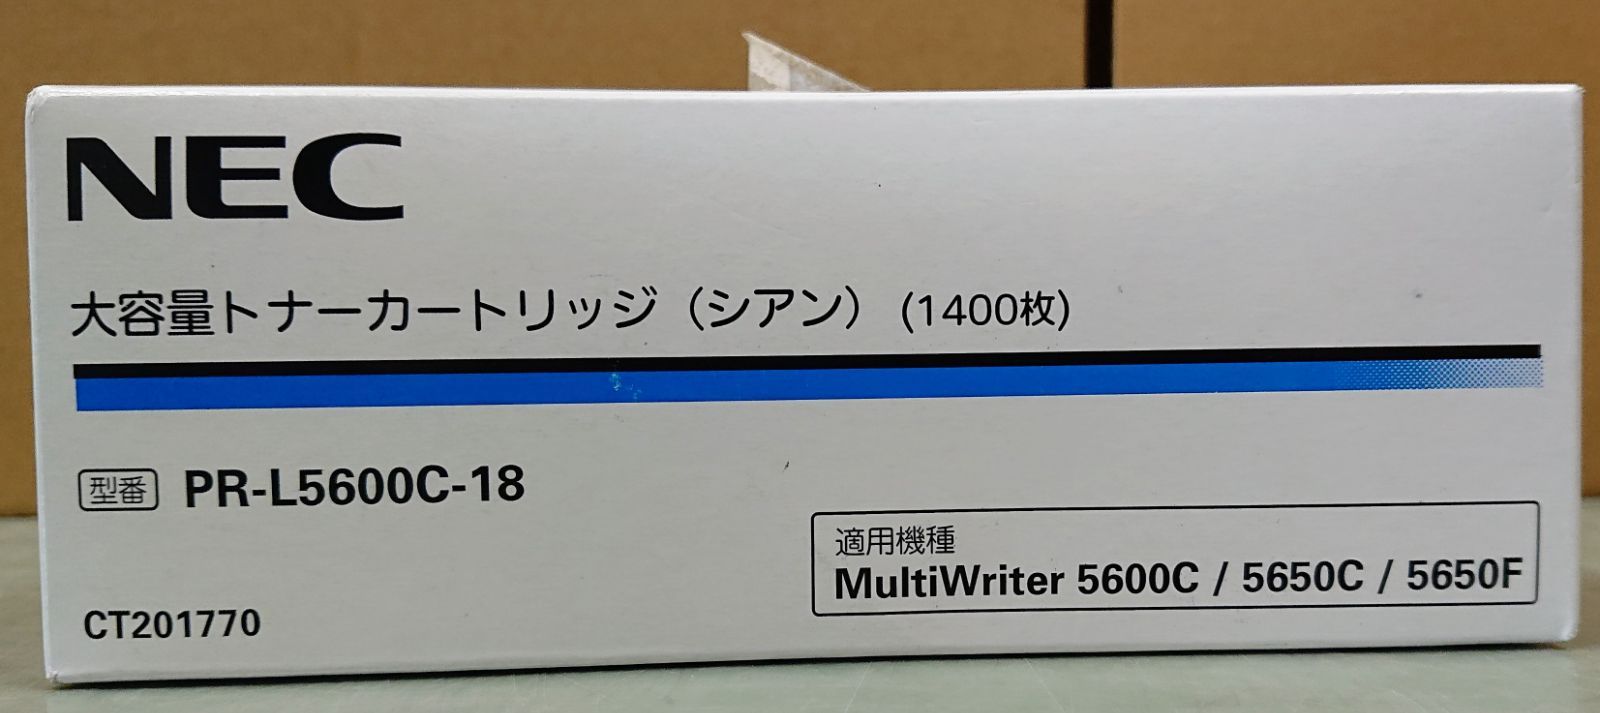 NEC
大容量トナーカートリッジ（シアン）(1400枚)
型番 PR-L5600C-18
適用機種
MultiWriter 5600C / 5650C / 5650F
CT201770